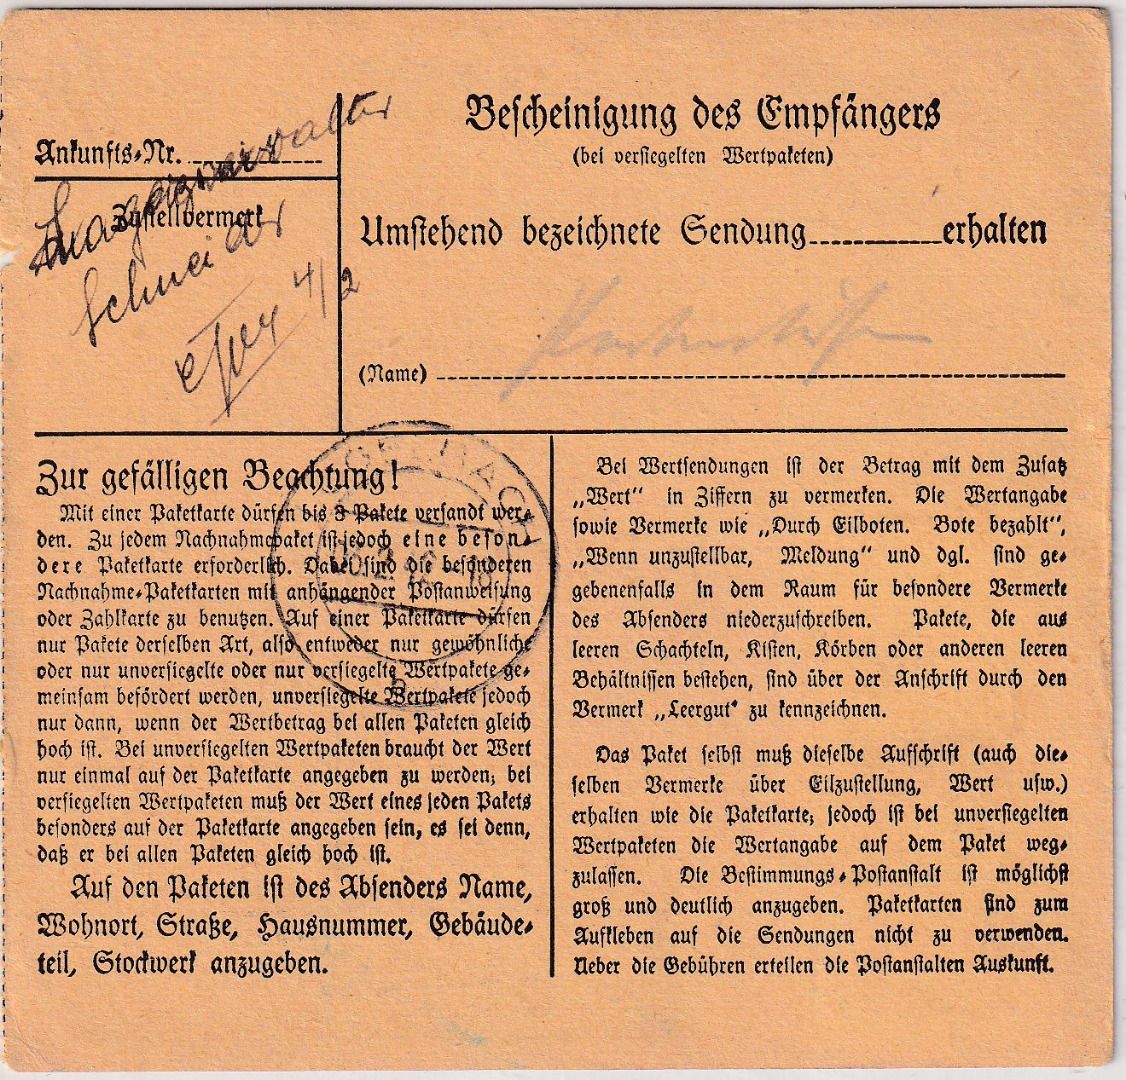 Ankunfts-Nr.
Zustellvermerk
Schneider
4/2
Bescheinigung des Empfängers
(bei versiegelten Wertpaketen)
Umstehend bezeichnete Sendung erhalten
(Name)
Zur gefälligen Beachtung!
Mit einer Paketkarte dürfen bis 3 Pakete versandt wer-
den. Zu jedem Nachnahmepaket ist jedoch eine beson-
dere Paketkarte erforderlich. Dabei sind die besonderen
Nachnahme-Paketkarten mit anhängender Postanweisung
oder Zahlkarte zu benutzen. Auf einer Paketkarte dürfen
nur Pakete derselben Art, also entweder nur gewöhnliche
oder nur unversiegelte oder nur versiegelte Wertpakete ge-
meinsam befördert werden, unversiegelte Wertpakete jedoch
nur dann, wenn der Wertbetrag bei allen Paketen gleich
hoch ist. Bei unversiegelten Wertpaketen braucht der Wert
nur einmal auf der Paketkarte angegeben zu werden; bei
versiegelten Wertpaketen muß der Wert eines jeden Pakets
besonders auf der Paketkarte angegeben sein, es sei denn,
daß er bei allen Paketen gleich hoch ist.
Auf den Paketen ist des Absenders Name,
Wohnort, Straße, Hausnummer, Gebäude-
teil, Stockwerk anzugeben.
Bei Wertsendungen ist der Betrag mit dem Zusatz
„Wert“ in Ziffern zu vermerken. Die Wertangabe
sowie Vermerke wie „Durch Eilboten. Bote bezahlt“,
„Wenn unzustellbar, Meldung“ und dgl. sind ge-
gebenenfalls in dem Raum für besondere Vermerke
des Absenders niederzuschreiben. Pakete, die aus
leeren Schachteln, Kisten, Körben oder anderen leeren
Behältnissen bestehen, sind über der Anschrift durch den
Vermerk „Leergut“ zu kennzeichnen.
Das Paket selbst muß dieselbe Aufschrift (auch die-
selben Vermerke über Eilzustellung, Wert usw.)
erhalten wie die Paketkarte; jedoch ist bei unversiegelten
Wertpaketen die Wertangabe auf dem Paket weg-
zulassen. Die Bestimmungs-Postanstalt ist möglichst
groß und deutlich anzugeben. Paketkarten sind zum
Aufkleben auf die Sendungen nicht zu verwenden.
Ueber die Gebühren erteilen die Postanstalten Auskunft.